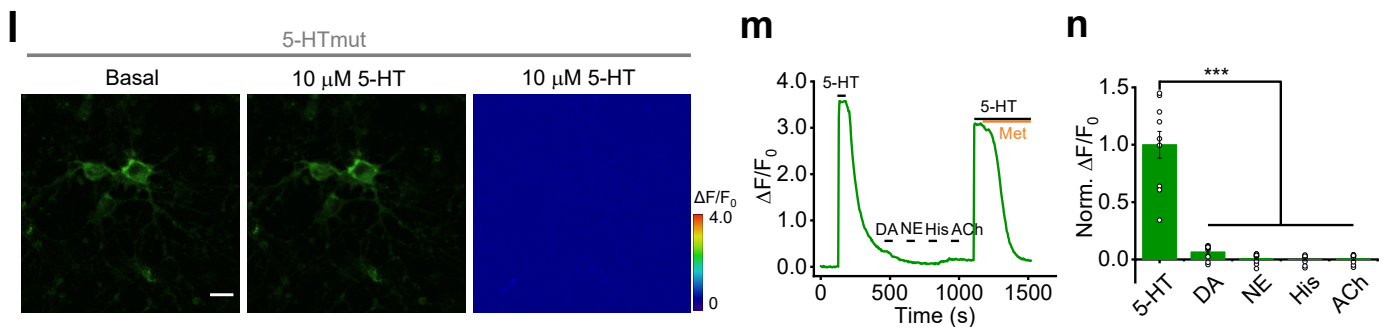 l
5-HTmut
Basal
10 μM 5-HT
10 μM 5-HT
ΔF/F0
4.0
0
m
4.0
3.0
2.0
1.0
0.0
ΔF/F0
5-HT
DA NE His ACh
5-HT
Met
0 500 1000 1500
Time (s)
n
***
1.5
1.0
0.5
0.0
Norm. ΔF/F0
5-HT DA NE His ACh